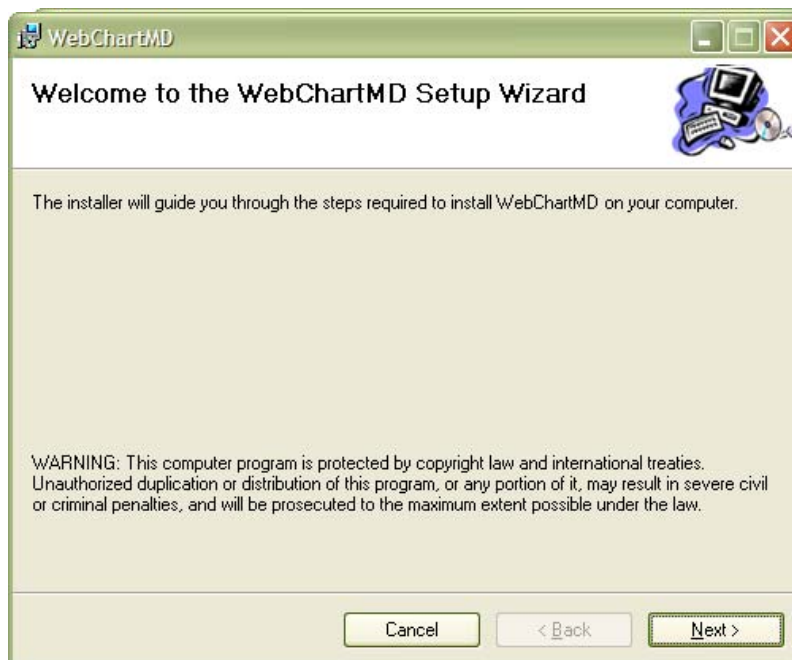 WebChartMD
Welcome to the WebChartMD Setup Wizard
The installer will guide you through the steps required to install WebChartMD on your computer.
WARNING: This computer program is protected by copyright law and international treaties.
Unauthorized duplication or distribution of this program, or any portion of it, may result in severe civil
or criminal penalties, and will be prosecuted to the maximum extent possible under the law.
Cancel < Back Next >